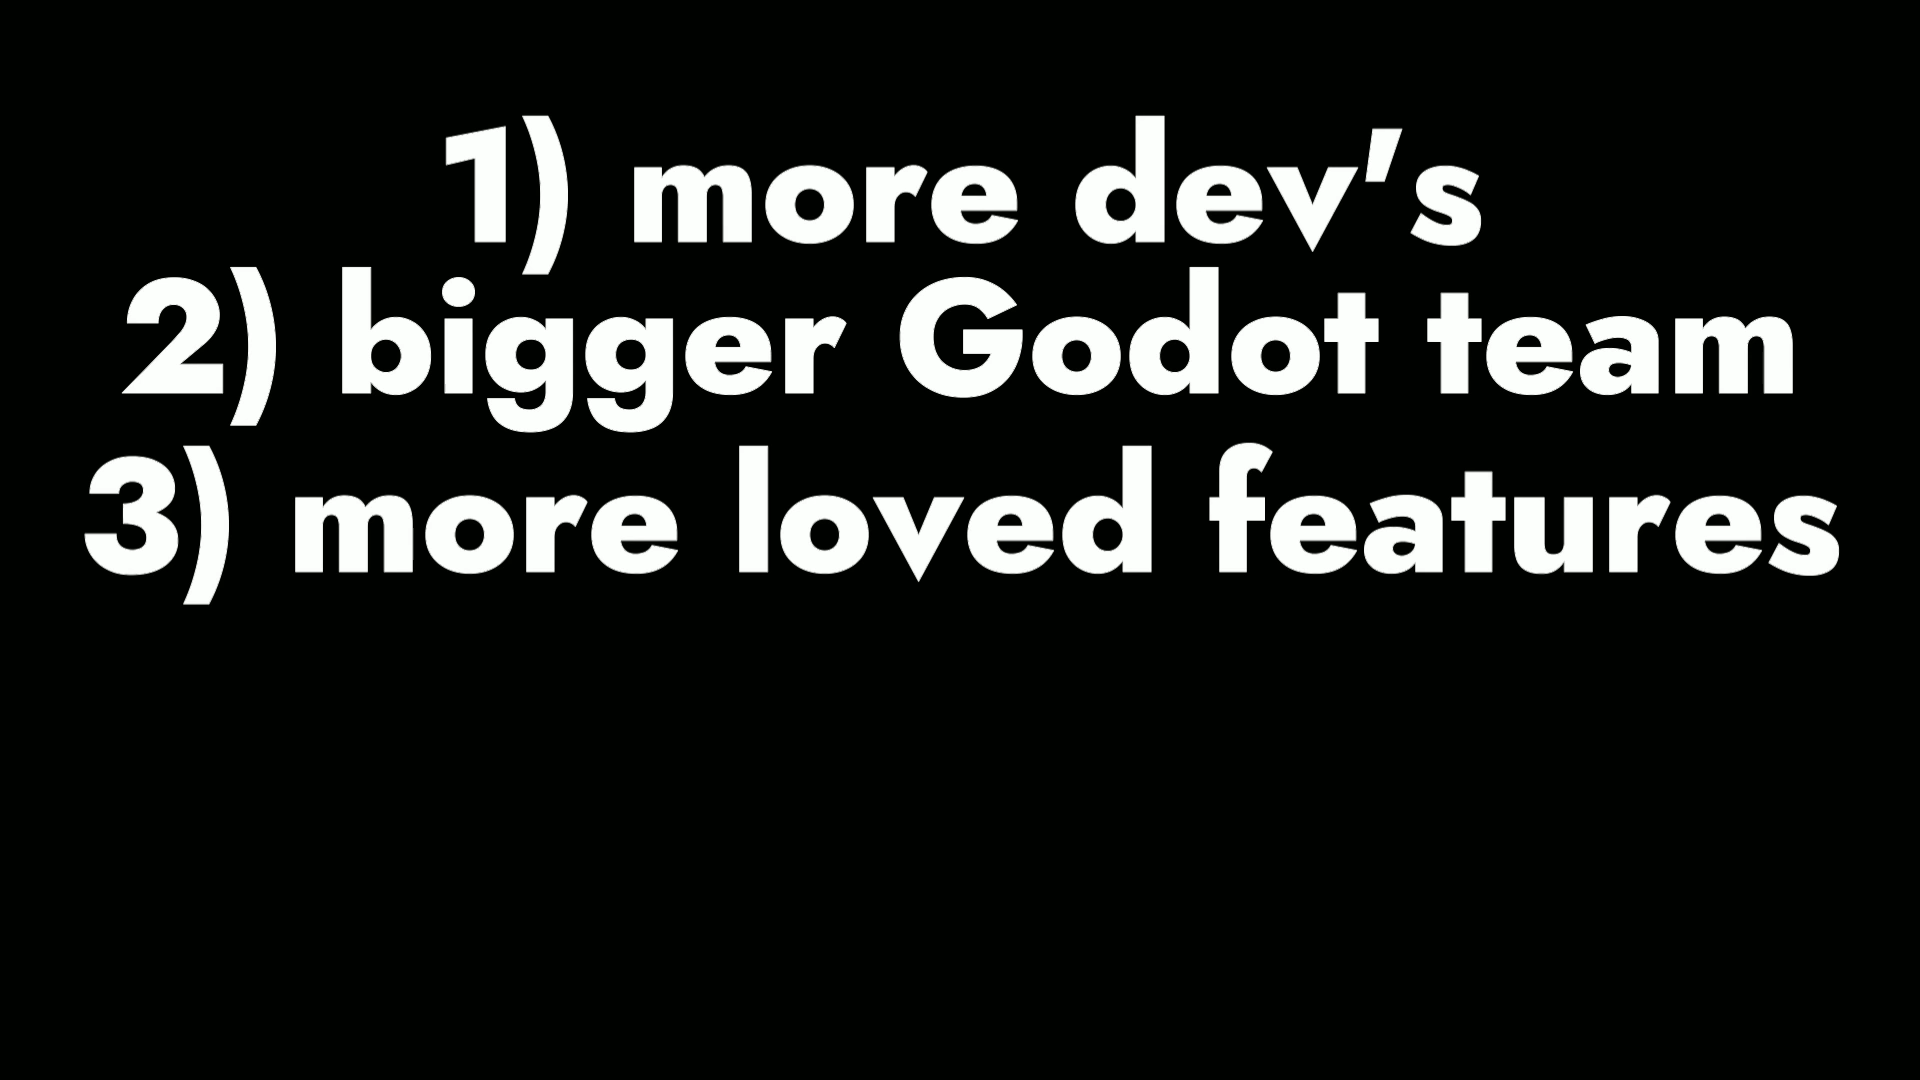 1) more dev's
2) bigger Godot team
3) more loved features